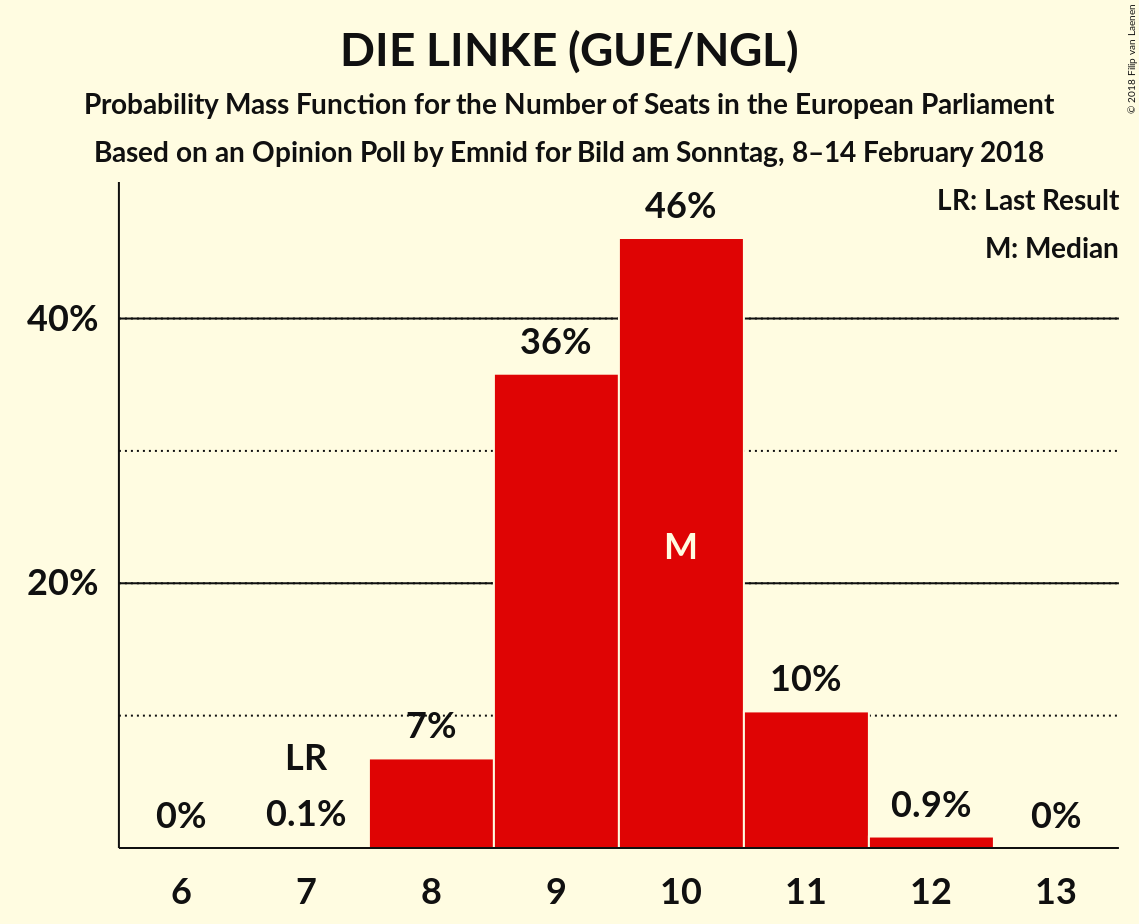 DIE LINKE (GUE/NGL)
Probability Mass Function for the Number of Seats in the European Parliament
Based on an Opinion Poll by Emnid for Bild am Sonntag, 8–14 February 2018
© 2018 Filip van Laenen
LR: Last Result
M: Median
40%
20%
0%
LR
0.1%
7%
36%
46%
M
10%
0.9%
0%
6 7 8 9 10 11 12 13